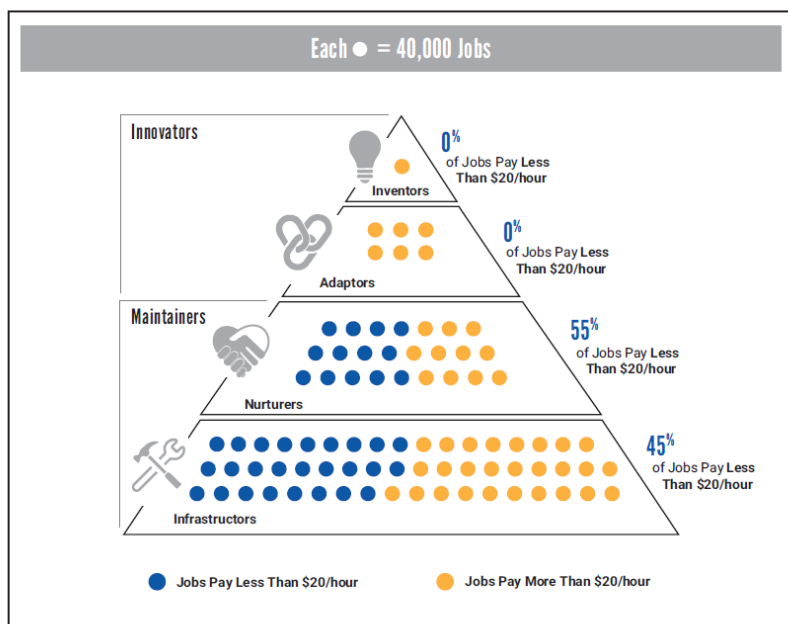 Each = 40,000 Jobs
Innovators
0%
of Jobs Pay Less
Than $20/hour
Inventors
0%
of Jobs Pay Less
Than $20/hour
Adaptors
Maintainers
55%
of Jobs Pay Less
Than $20/hour
Nurturers
45%
of Jobs Pay Less
Than $20/hour
Infrastructors
Jobs Pay Less Than $20/hour
Jobs Pay More Than $20/hour